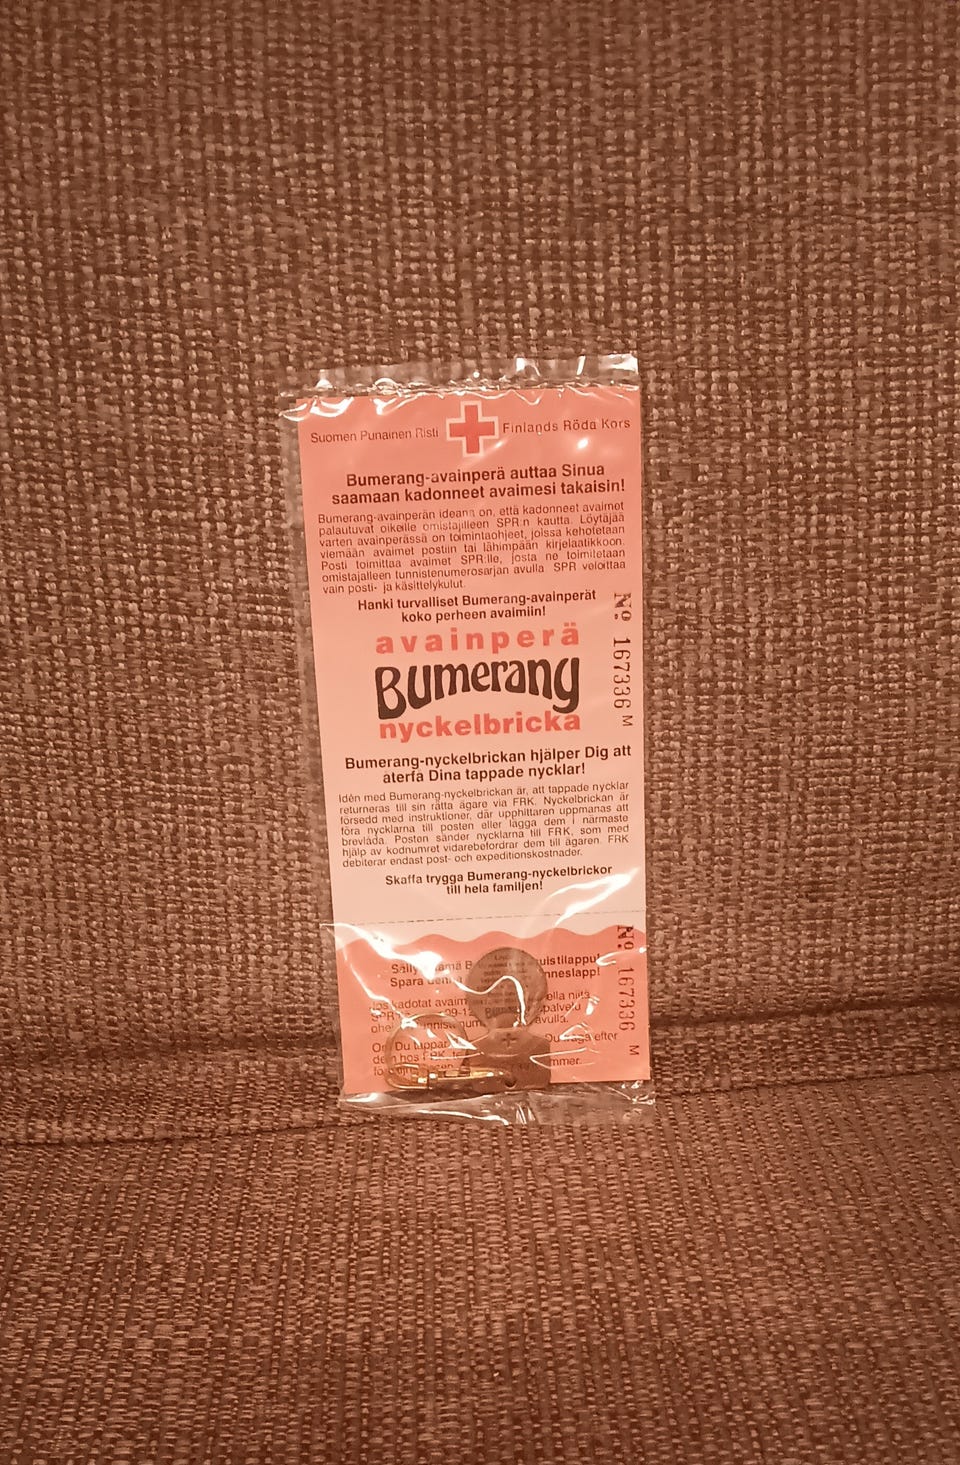 Suomen Punainen Risti
Finlands Röda Kors
Bumerang-avainperä auttaa Sinua
saamaan kadonneet avaimesi takaisin!
Bumerang-avainperän ideana on, että kadonneet avaimet
palautuvat oikeille omistajilleen SPR:n kautta. Löytäjää
varten avainperässä on toimintaohjeet, joissa kehotetaan
viemään avaimet postiin tai lähimpään kirjelaatikkoon.
Posti toimittaa avaimet SPR:lle, josta ne toimitetaan
omistajalleen tunnistenumerosarjan avulla SPR veloittaa
vain posti- ja käsittelykulut.
Hanki turvalliset Bumerang-avainperät
koko perheen avaimiin!
avainperä
Bumerang
nyckelbricka
No. 167336 M
Bumerang-nyckelbrickan hjälper Dig att
återfå Dina tappade nycklar!
Idén med Bumerang-nyckelbrickan är, att tappade nycklar
returneras till sin rätta ägare via FRK. Nyckelbrickan är
försedd med instruktioner, där upphittaren uppmanas att
föra nycklarna till posten eller lägga dem i närmaste
brevlåda. Posten sänder nycklarna till FRK, som med
hjälp av kodnumret vidarebefordrar dem till ägaren. FRK
debiterar endast post- och expeditionskostnader.
Skaffa trygga Bumerang-nyckelbrickor
till hela familjen!
No. 167336 M
Spara
kadotat
niitä
Du
efter
hos FRK